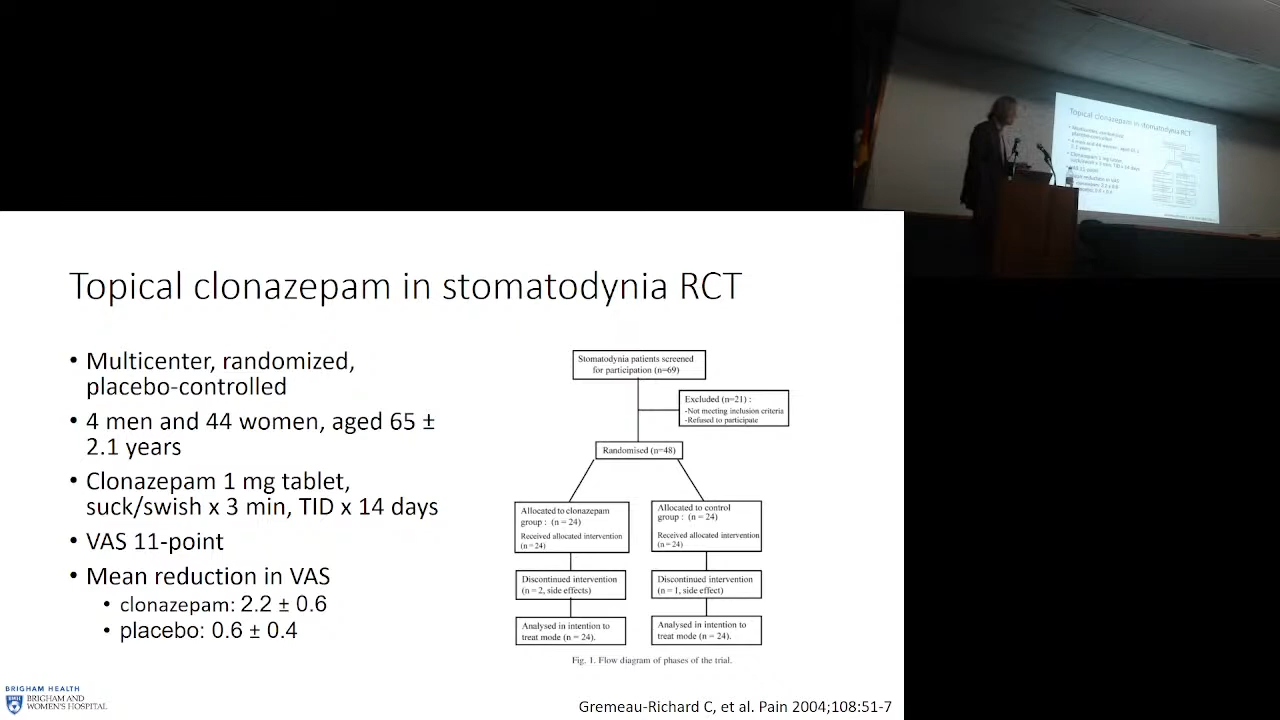 Topical clonazepam in stomatodynia RCT
• Multicenter, randomized,
placebo-controlled
• 4 men and 44 women, aged 65 ±
2.1 years
• Clonazepam 1 mg tablet,
suck/swish x 3 min, TID x 14 days
• VAS 11-point
• Mean reduction in VAS
• clonazepam: 2.2 ± 0.6
• placebo: 0.6 ± 0.4
Stomatodynia patients screened
for participation (n=69)
Excluded (n=21) :
-Not meeting inclusion criteria
-Refused to participate
Randomised (n=48)
Allocated to clonazepam
group : (n = 24)
Received allocated intervention
(n = 24)
Allocated to control
group : (n = 24)
Received allocated intervention
(n = 24)
Discontinued intervention
(n = 2, side effects)
Discontinued intervention
(n = 1, side effect)
Analysed in intention to
treat mode (n = 24).
Analysed in intention to
treat mode (n = 24).
Fig. 1. Flow diagram of phases of the trial.
BRIGHAM HEALTH
BRIGHAM AND
WOMEN'S HOSPITAL
Gremeau-Richard C, et al. Pain 2004;108:51-7
Topical clonazepam in stomatodynia RCT